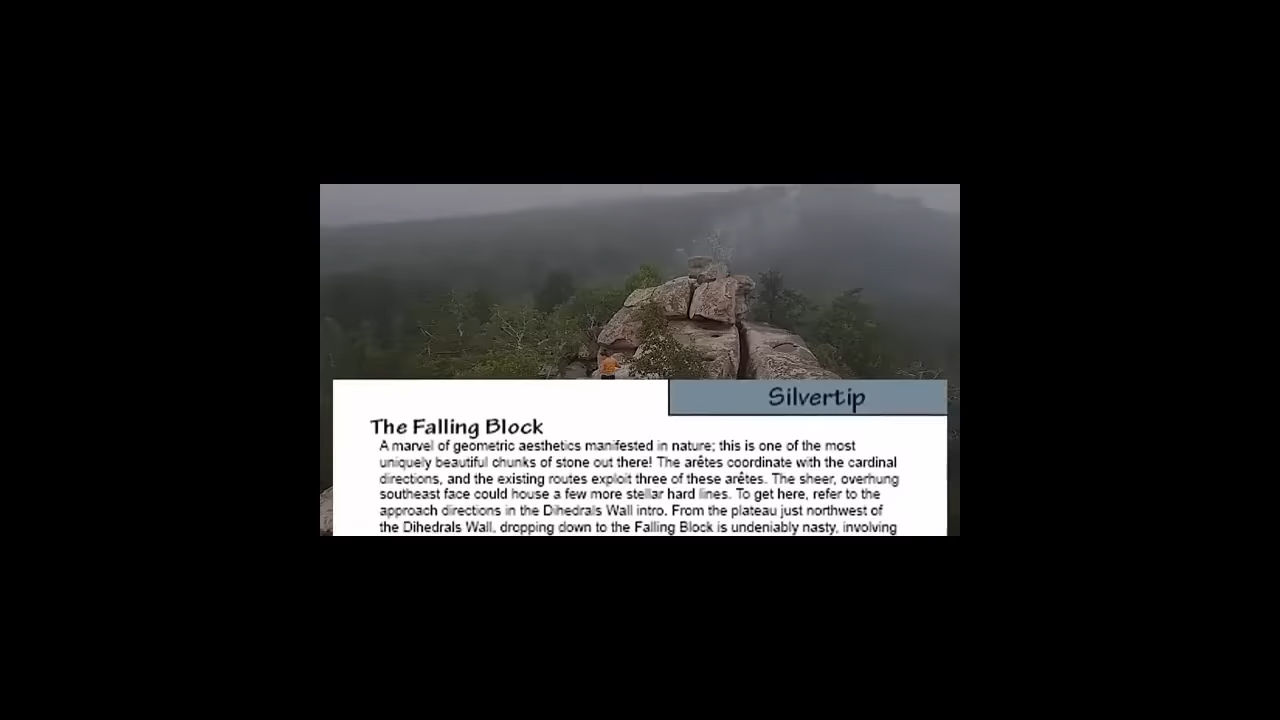 Silvertip
The Falling Block
A marvel of geometric aesthetics manifested in nature; this is one of the most
uniquely beautiful chunks of stone out there! The arêtes coordinate with the cardinal
directions, and the existing routes exploit three of these arêtes. The sheer, overhung
southeast face could house a few more stellar hard lines. To get here, refer to the
approach directions in the Dihedrals Wall intro. From the plateau just northwest of
the Dihedrals Wall, dropping down to the Falling Block is undeniably nasty, involving